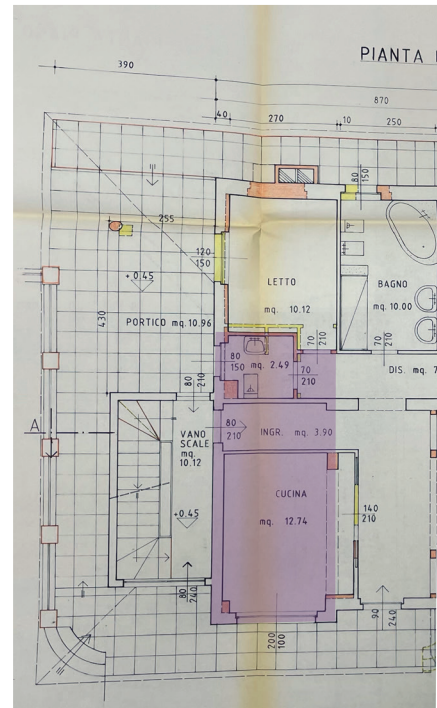 PIANTA
390
870
40
270
10
250
80
150
255
120
150
+0.45
LETTO
mq. 10.12
BAGNO
mq. 10.00
430
PORTICO mq. 10.96
80
150
mq. 2.49
70
210
70
210
70
210
DIS. mq. 7
80
210
A
VANO
SCALE
mq.
10.12
80
210
INGR. mq. 3.90
CUCINA
mq. 12.74
+0.45
140
210
80
240
200
100
90
240